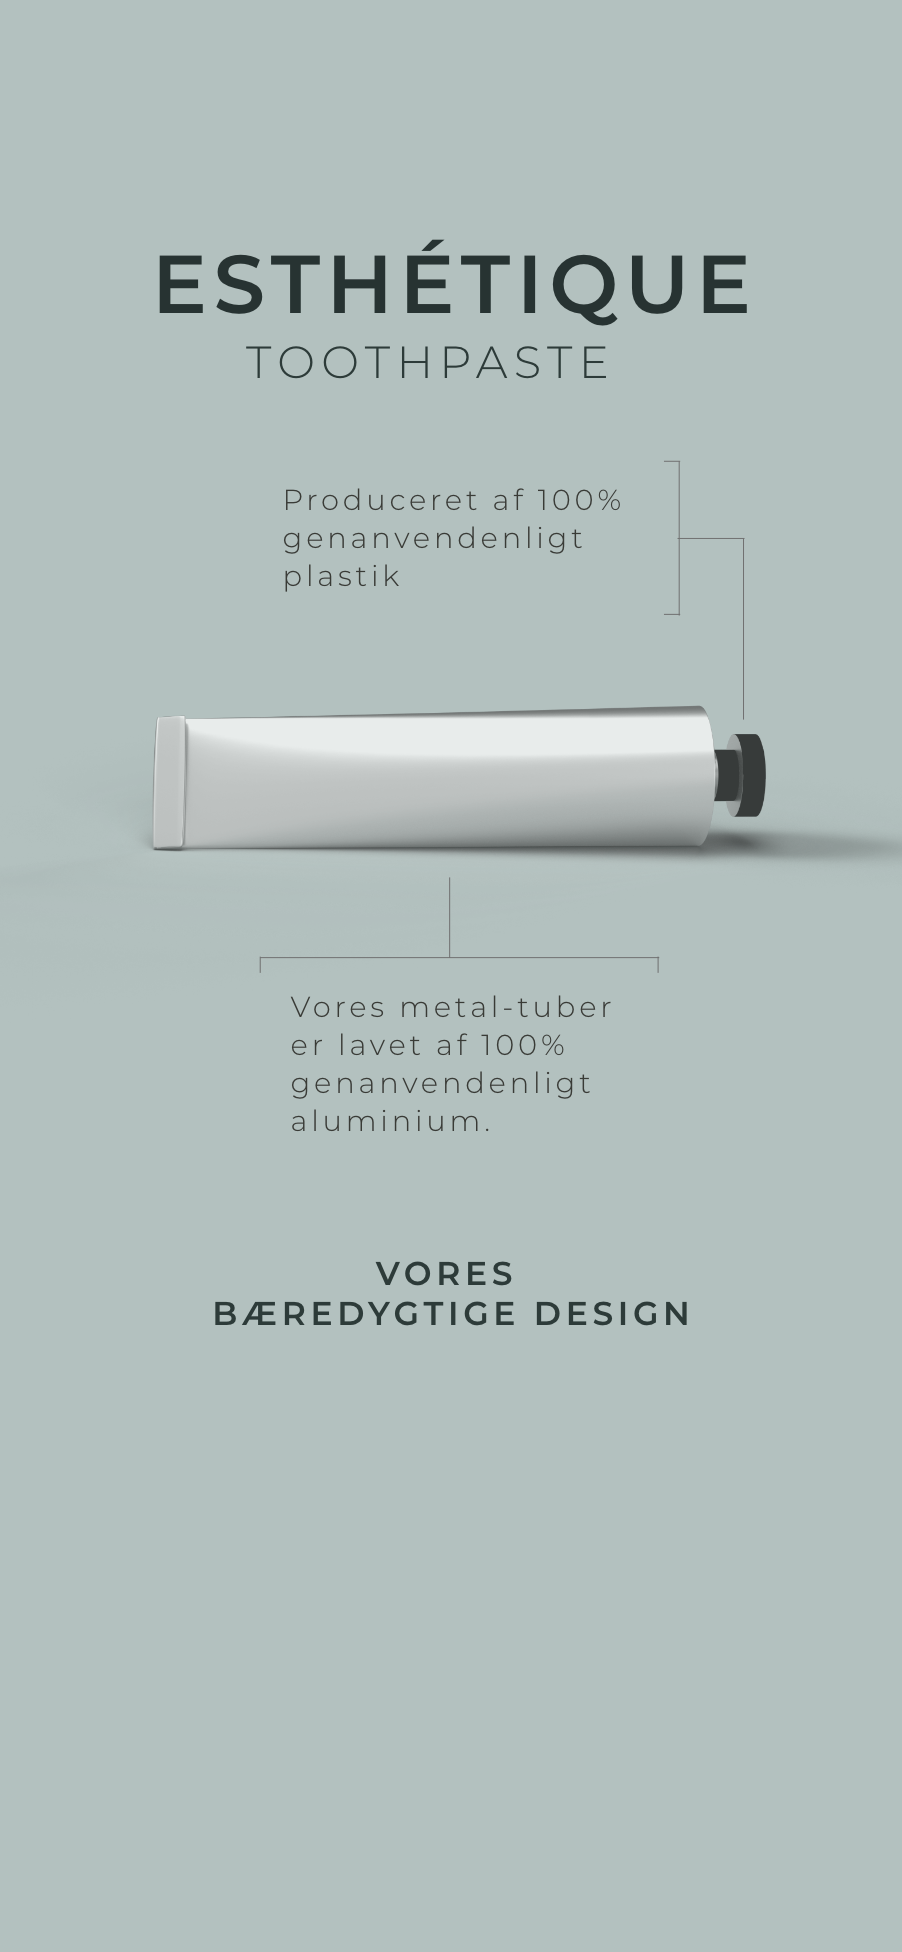 ESTHÉTIQUE
TOOTHPASTE
Produceret af 100%
genanvendenligt
plastik
Vores metal-tuber
er lavet af 100%
genanvendenligt
aluminium.
VORES
BÆREDYGTIGE DESIGN